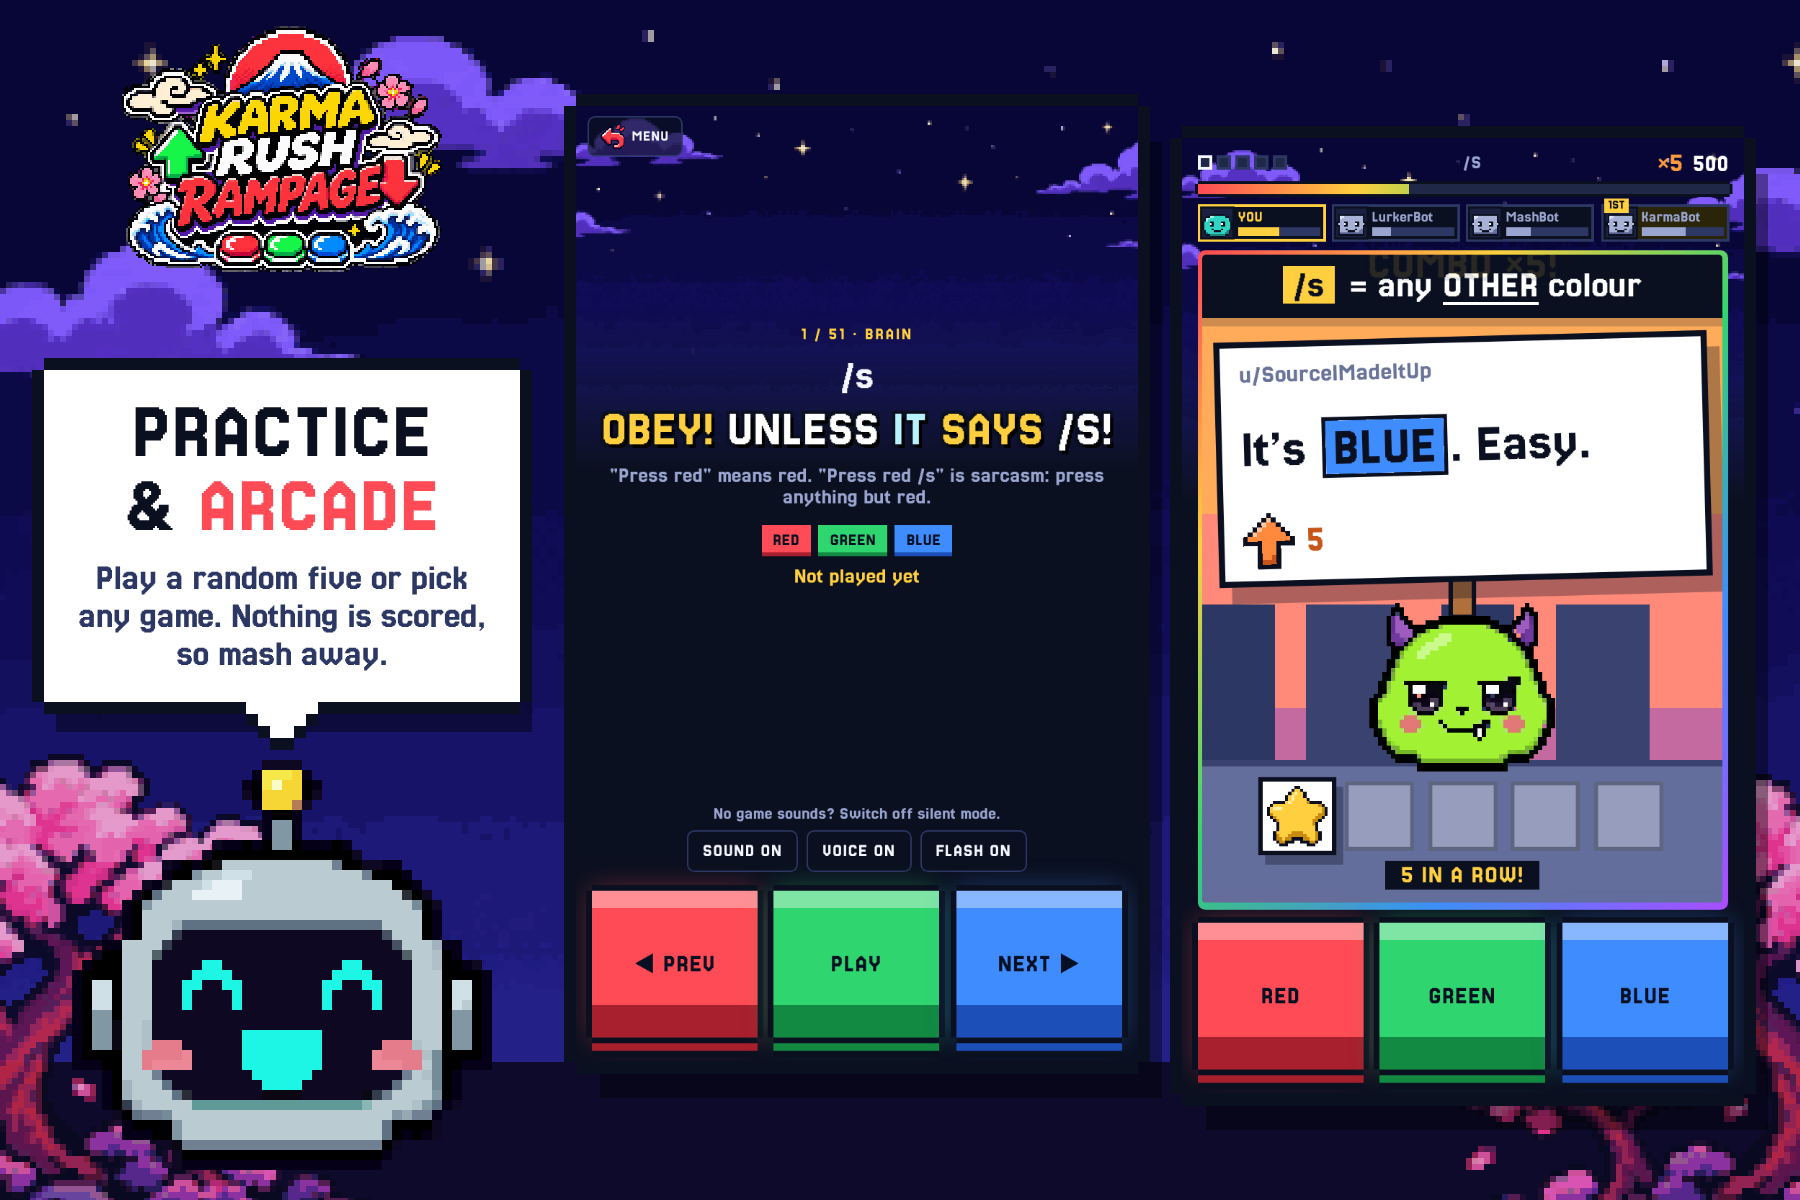 KARMA
RUSH
RAMPAGE
PRACTICE
& ARCADE
Play a random five or pick
any game. Nothing is scored,
so mash away.
MENU
1 / 51 · BRAIN
/s
OBEY! UNLESS IT SAYS /S!
"Press red" means red. "Press red /s" is sarcasm: press
anything but red.
RED GREEN BLUE
Not played yet
No game sounds? Switch off silent mode.
SOUND ON VOICE ON FLASH ON
◀ PREV PLAY NEXT ▶
/S ×5 500
YOU LurkerBot MashBot 1ST KarmaBot
COMBO ×5!
/s = any OTHER colour
u/SourceIMadeItUp
It's BLUE. Easy.
5
5 IN A ROW!
RED GREEN BLUE